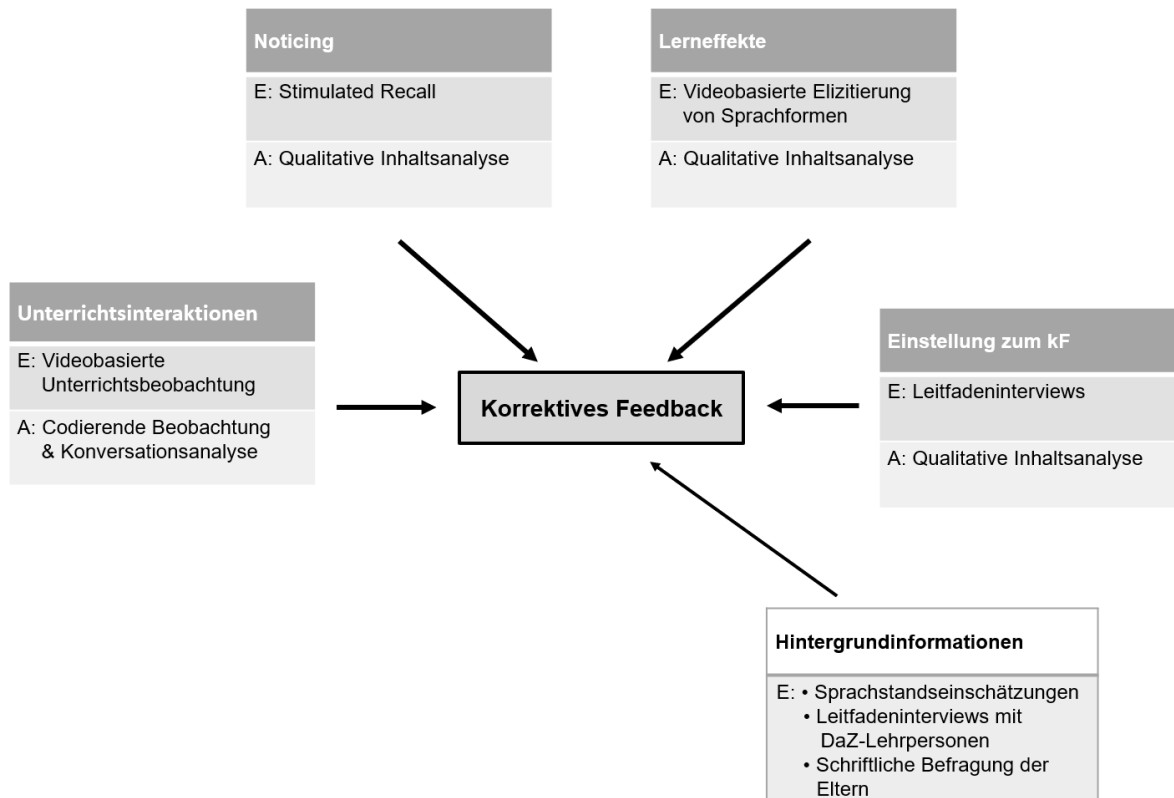 Noticing
E: Stimulated Recall
A: Qualitative Inhaltsanalyse
Lerneffekte
E: Videobasierte Elizitierung
von Sprachformen
A: Qualitative Inhaltsanalyse
Unterrichtsinteraktionen
E: Videobasierte
Unterrichtsbeobachtung
A: Codierende Beobachtung
& Konversationsanalyse
Korrektives Feedback
Einstellung zum kF
E: Leitfadeninterviews
A: Qualitative Inhaltsanalyse
Hintergrundinformationen
E: • Sprachstandseinschätzungen
• Leitfadeninterviews mit
DaZ-Lehrpersonen
• Schriftliche Befragung der
Eltern